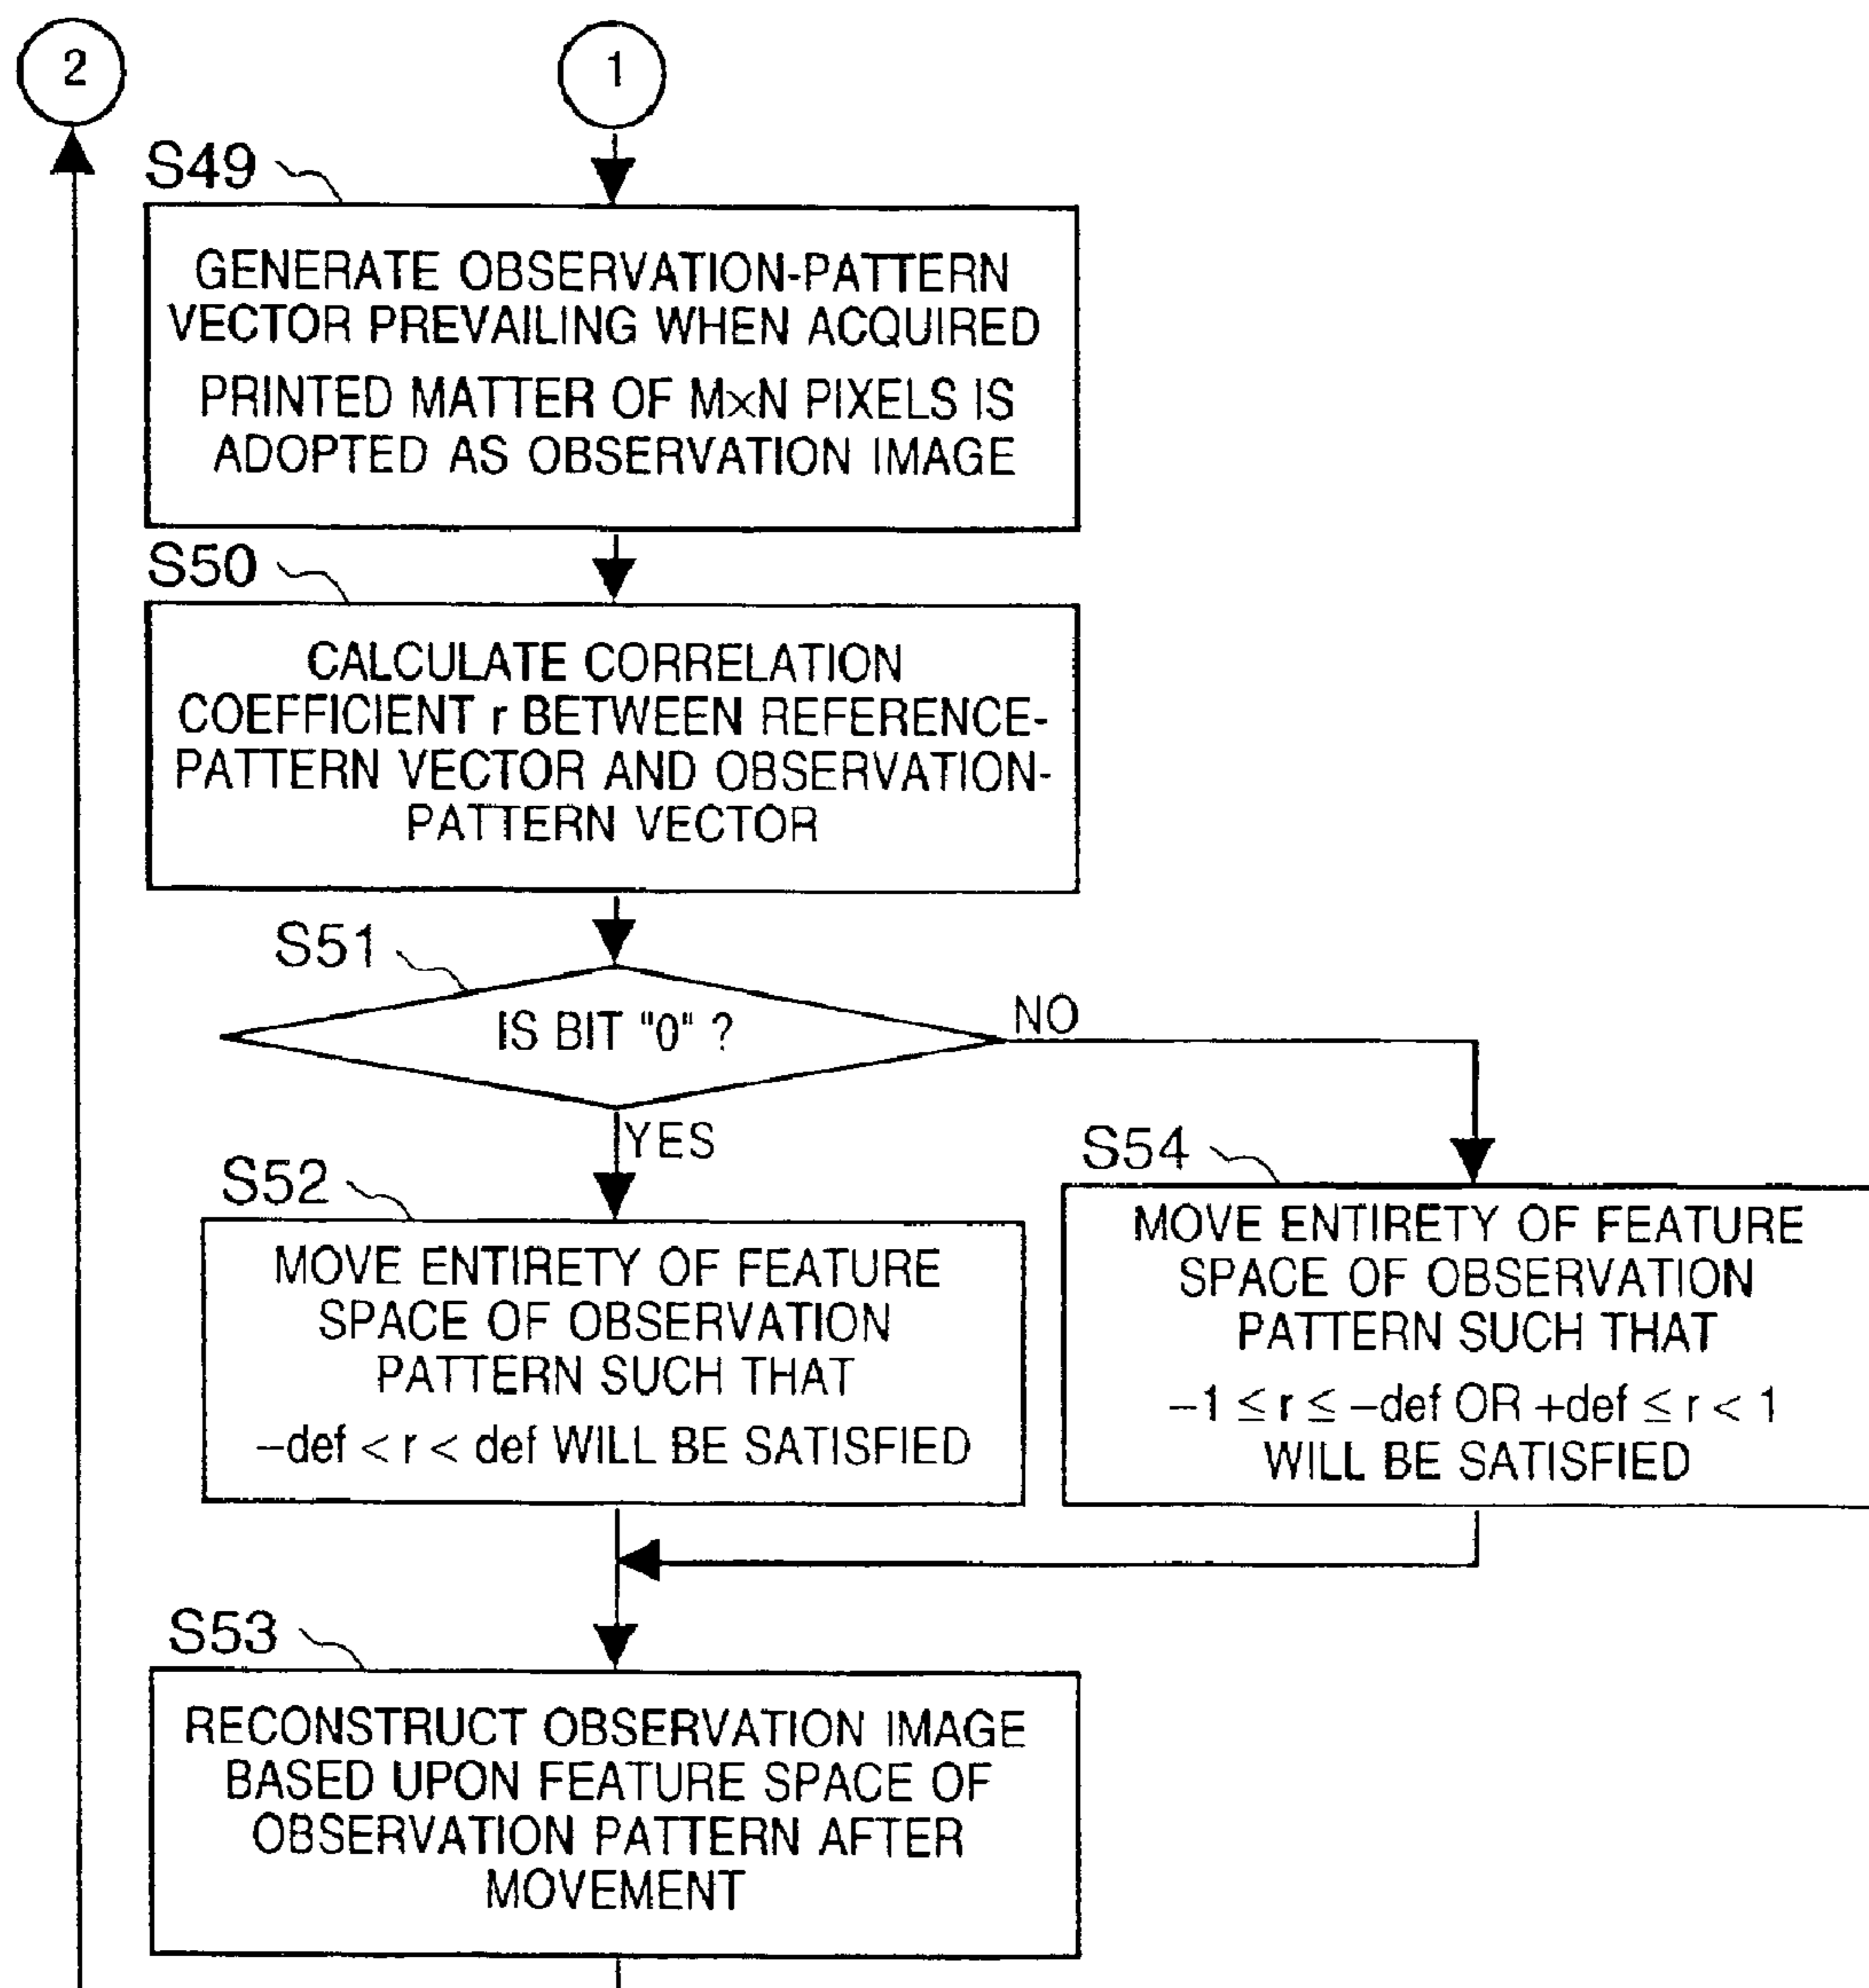 2
1
S49
GENERATE OBSERVATION-PATTERN
VECTOR PREVAILING WHEN ACQUIRED
PRINTED MATTER OF M×N PIXELS IS
ADOPTED AS OBSERVATION IMAGE
S50
CALCULATE CORRELATION
COEFFICIENT r BETWEEN REFERENCE-
PATTERN VECTOR AND OBSERVATION-
PATTERN VECTOR
S51
IS BIT "0" ?
NO
YES
S52
MOVE ENTIRETY OF FEATURE
SPACE OF OBSERVATION
PATTERN SUCH THAT
−def < r < def WILL BE SATISFIED
S54
MOVE ENTIRETY OF FEATURE
SPACE OF OBSERVATION
PATTERN SUCH THAT
−1 ≤ r ≤ −def OR +def ≤ r < 1
WILL BE SATISFIED
S53
RECONSTRUCT OBSERVATION IMAGE
BASED UPON FEATURE SPACE OF
OBSERVATION PATTERN AFTER
MOVEMENT